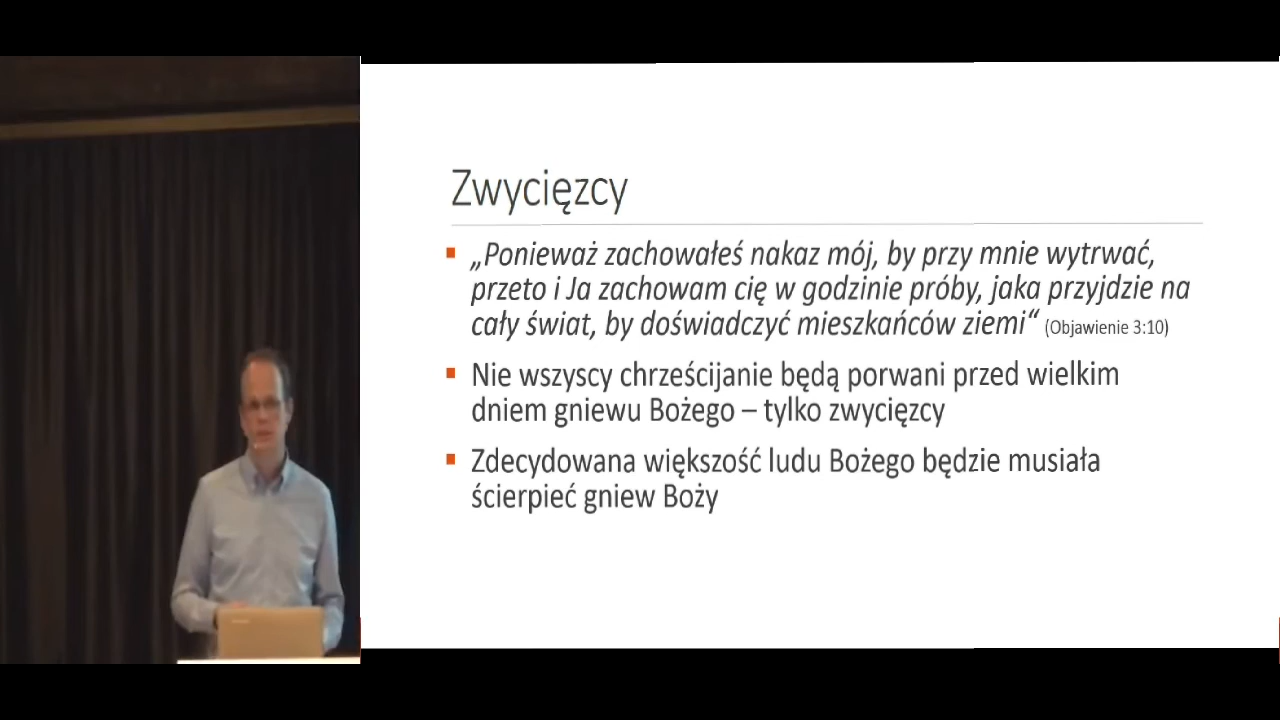 Zwycięzcy
„Ponieważ zachowałeś nakaz mój, by przy mnie wytrwać,
przeto i Ja zachowam cię w godzinie próby, jaka przyjdzie na
cały świat, by doświadczyć mieszkańców ziemi“ (Objawienie 3:10)
Nie wszyscy chrześcijanie będą porwani przed wielkim
dniem gniewu Bożego – tylko zwycięzcy
Zdecydowana większość ludu Bożego będzie musiała
ścierpieć gniew Boży